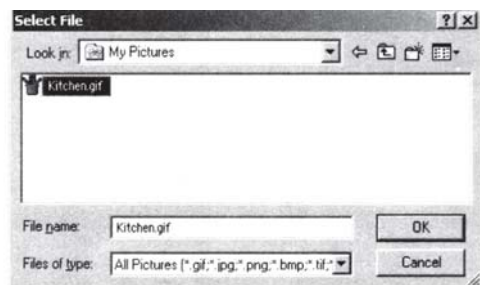 Select File
Look in: My Pictures
Kitchen.gif
File name: Kitchen.gif
OK
Files of type: All Pictures (*.gif;*.jpg;*.png;*.bmp;*.tif;*
Cancel